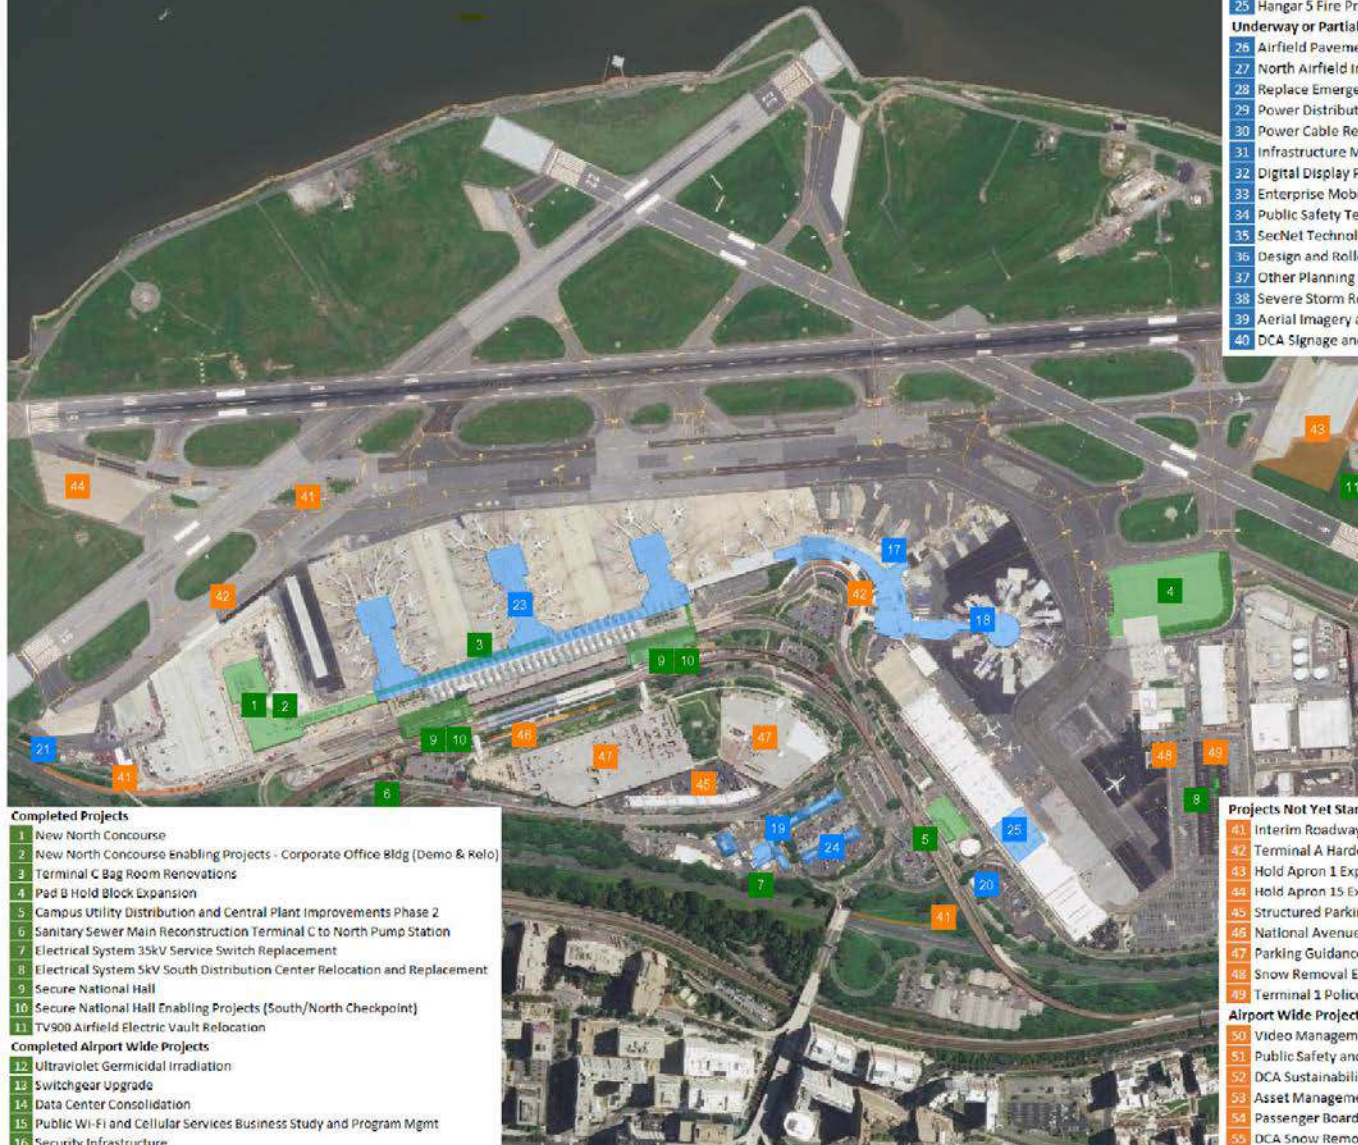 25 Hangar 5 Fire Pr
Underway or Partial
26 Airfield Paveme
27 North Airfield I
28 Replace Emerge
29 Power Distribut
30 Power Cable Re
31 Infrastructure M
32 Digital Display
33 Enterprise Mobi
34 Public Safety Te
35 SecNet Technol
36 Design and Roll
37 Other Planning
38 Severe Storm R
39 Aerial Imagery a
40 DCA Signage an
43
44
41
11
17
42
42
23
18
4
3
9 10
1 2
9 10
46
47
47
21
41
45
48
49
6
8
19
24
5
25
7
20
41
Completed Projects
1 New North Concourse
2 New North Concourse Enabling Projects - Corporate Office Bldg (Demo & Relo)
3 Terminal C Bag Room Renovations
4 Pad B Hold Block Expansion
5 Campus Utility Distribution and Central Plant Improvements Phase 2
6 Sanitary Sewer Main Reconstruction Terminal C to North Pump Station
7 Electrical System 35kV Service Switch Replacement
8 Electrical System 5kV South Distribution Center Relocation and Replacement
9 Secure National Hall
10 Secure National Hall Enabling Projects (South/North Checkpoint)
11 TV900 Airfield Electric Vault Relocation
Completed Airport Wide Projects
12 Ultraviolet Germicidal Irradiation
13 Switchgear Upgrade
14 Data Center Consolidation
15 Public Wi-Fi and Cellular Services Business Study and Program Mgmt
16 Security Infrastructure
Projects Not Yet Star
41 Interim Roadway
42 Terminal A Hard
43 Hold Apron 1 Exp
44 Hold Apron 15 E
45 Structured Parki
46 National Avenue
47 Parking Guidanc
48 Snow Removal E
49 Terminal 1 Polic
Airport Wide Project
50 Video Managem
51 Public Safety an
52 DCA Sustainabili
53 Asset Manageme
54 Passenger Board
55 DCA Snow Remo